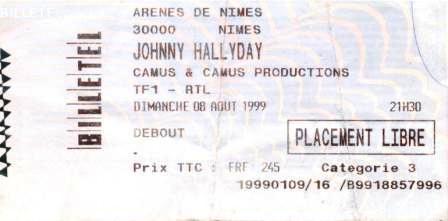 BILLETEL
ARENES DE NIMES
30000 NIMES
BILLETEL
JOHNNY HALLYDAY
CAMUS & CAMUS PRODUCTIONS
TF1 - RTL
DIMANCHE 08 AOUT 1999 21H30
DEBOUT
PLACEMENT LIBRE
-
Prix TTC : FRF 245 Categorie 3
19990109/16 /B9918857996